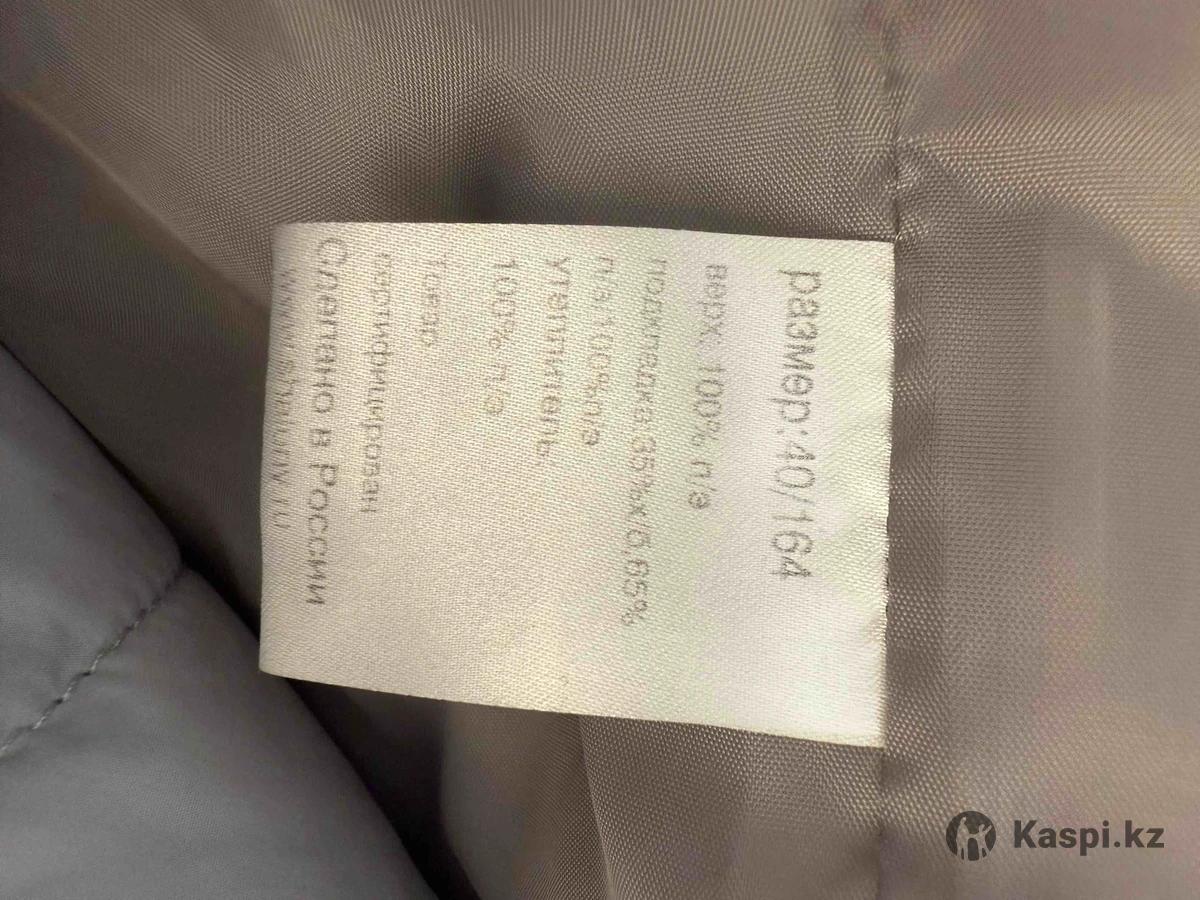 размер:40/164
верх: 100% п/э
подкладка 35%х/б,65%
п/э 100%п/э
утеплитель
100% п/э
Товар
сертифицирован
Сделано в России
Kaspi.kz